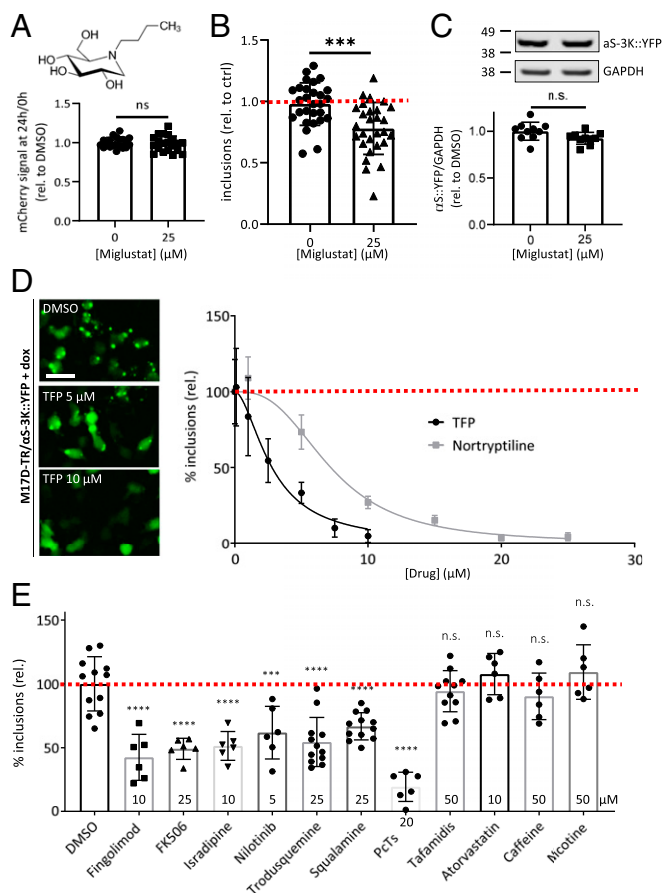 A
CH₃
HO
N
HO
OH
OH
ns
mCherry signal at 24h/0h
(rel. to DMSO)
1.5
1.0
0.5
0.0
0
25
[Miglustat] (μM)
B
***
inclusions (rel. to ctrl)
1.5
1.0
0.5
0.0
0
25
[Miglustat] (μM)
C
49
38
aS-3K::YFP
38
GAPDH
n.s.
αS::YFP/GAPDH
(rel. to DMSO)
1.0
0.5
0.0
0
25
[Miglustat] (μM)
D
M17D-TR/αS-3K::YFP + dox
DMSO
TFP 5 μM
TFP 10 μM
% inclusions (rel.)
150
100
50
0
TFP
Nortryptiline
0
10
20
30
[Drug] (μM)
E
% inclusions (rel.)
150
100
50
0
**** **** **** *** **** **** **** n.s. n.s. n.s. n.s.
10 25 10 5 25 25 20 50 10 50 50 μM
DMSO
Fingolimod
FK506
Isradipine
Nilotinib
Trodusquemine
Squalamine
PcTs
Tafamidis
Atorvastatin
Caffeine
Nicotine